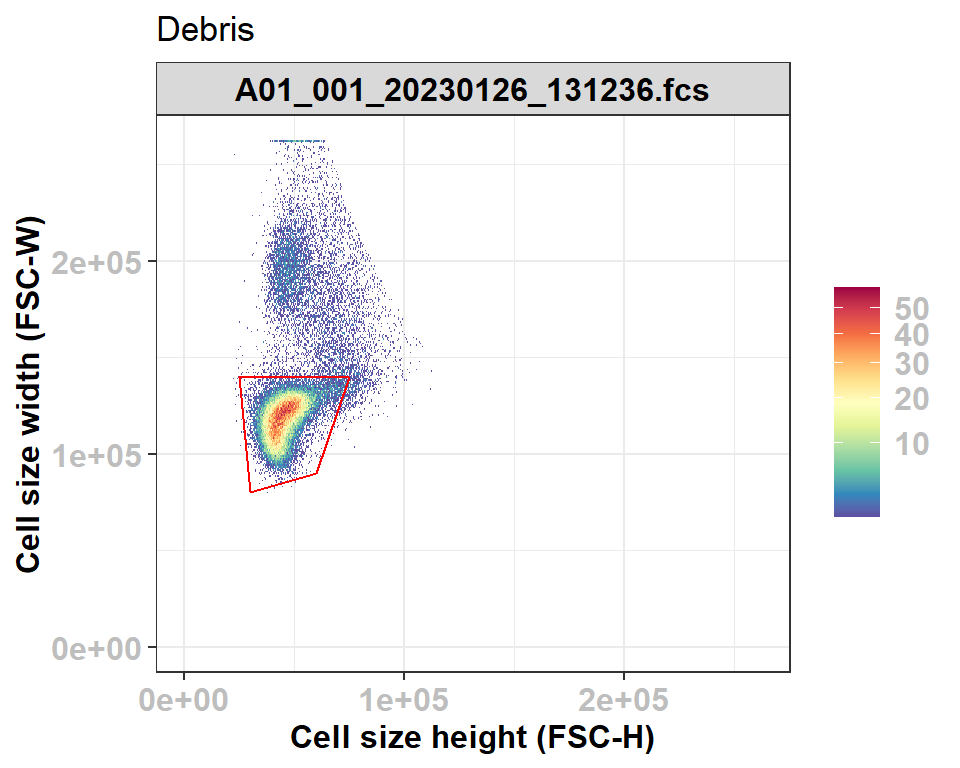 Debris
A01_001_20230126_131236.fcs
Cell size width (FSC-W)
2e+05
1e+05
0e+00
0e+00 1e+05 2e+05
Cell size height (FSC-H)
50
40
30
20
10